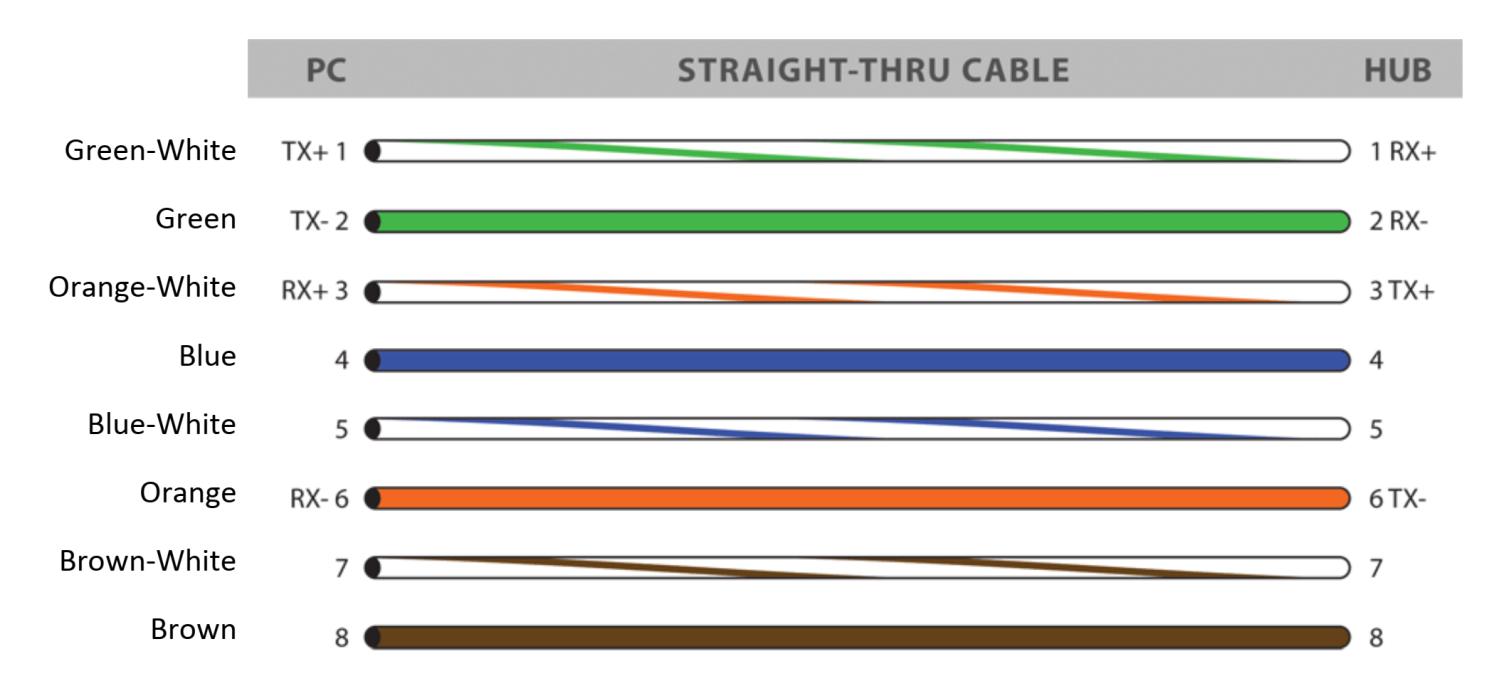 PC STRAIGHT-THRU CABLE HUB
Green-White TX+ 1 1 RX+
Green TX- 2 2 RX-
Orange-White RX+ 3 3 TX+
Blue 4 4
Blue-White 5 5
Orange RX- 6 6 TX-
Brown-White 7 7
Brown 8 8